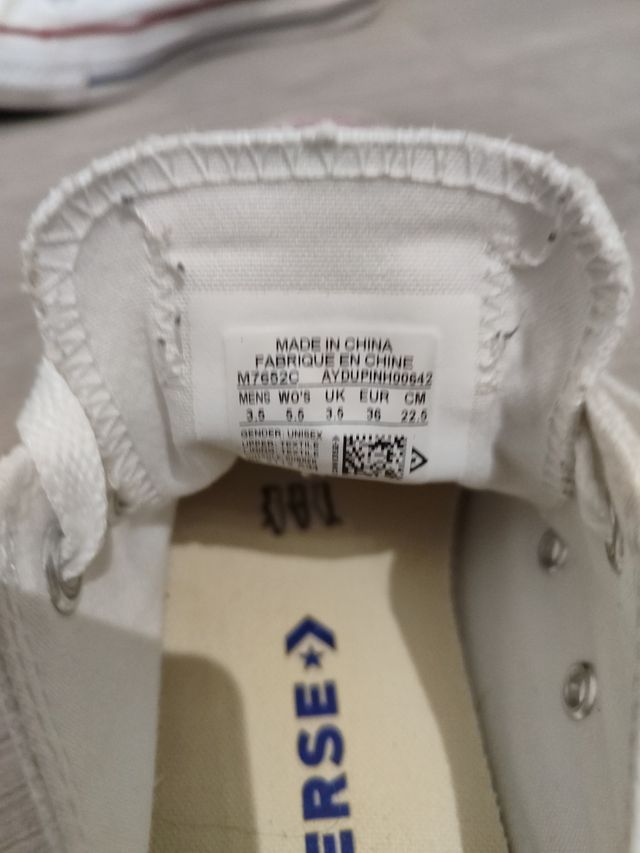 MADE IN CHINA
FABRIQUE EN CHINE
M7652C AYDUPINH00642
MENS WO'S UK EUR CM
3.5 5.5 3.5 36 22.5
GENDER: UNISEX
ERSE